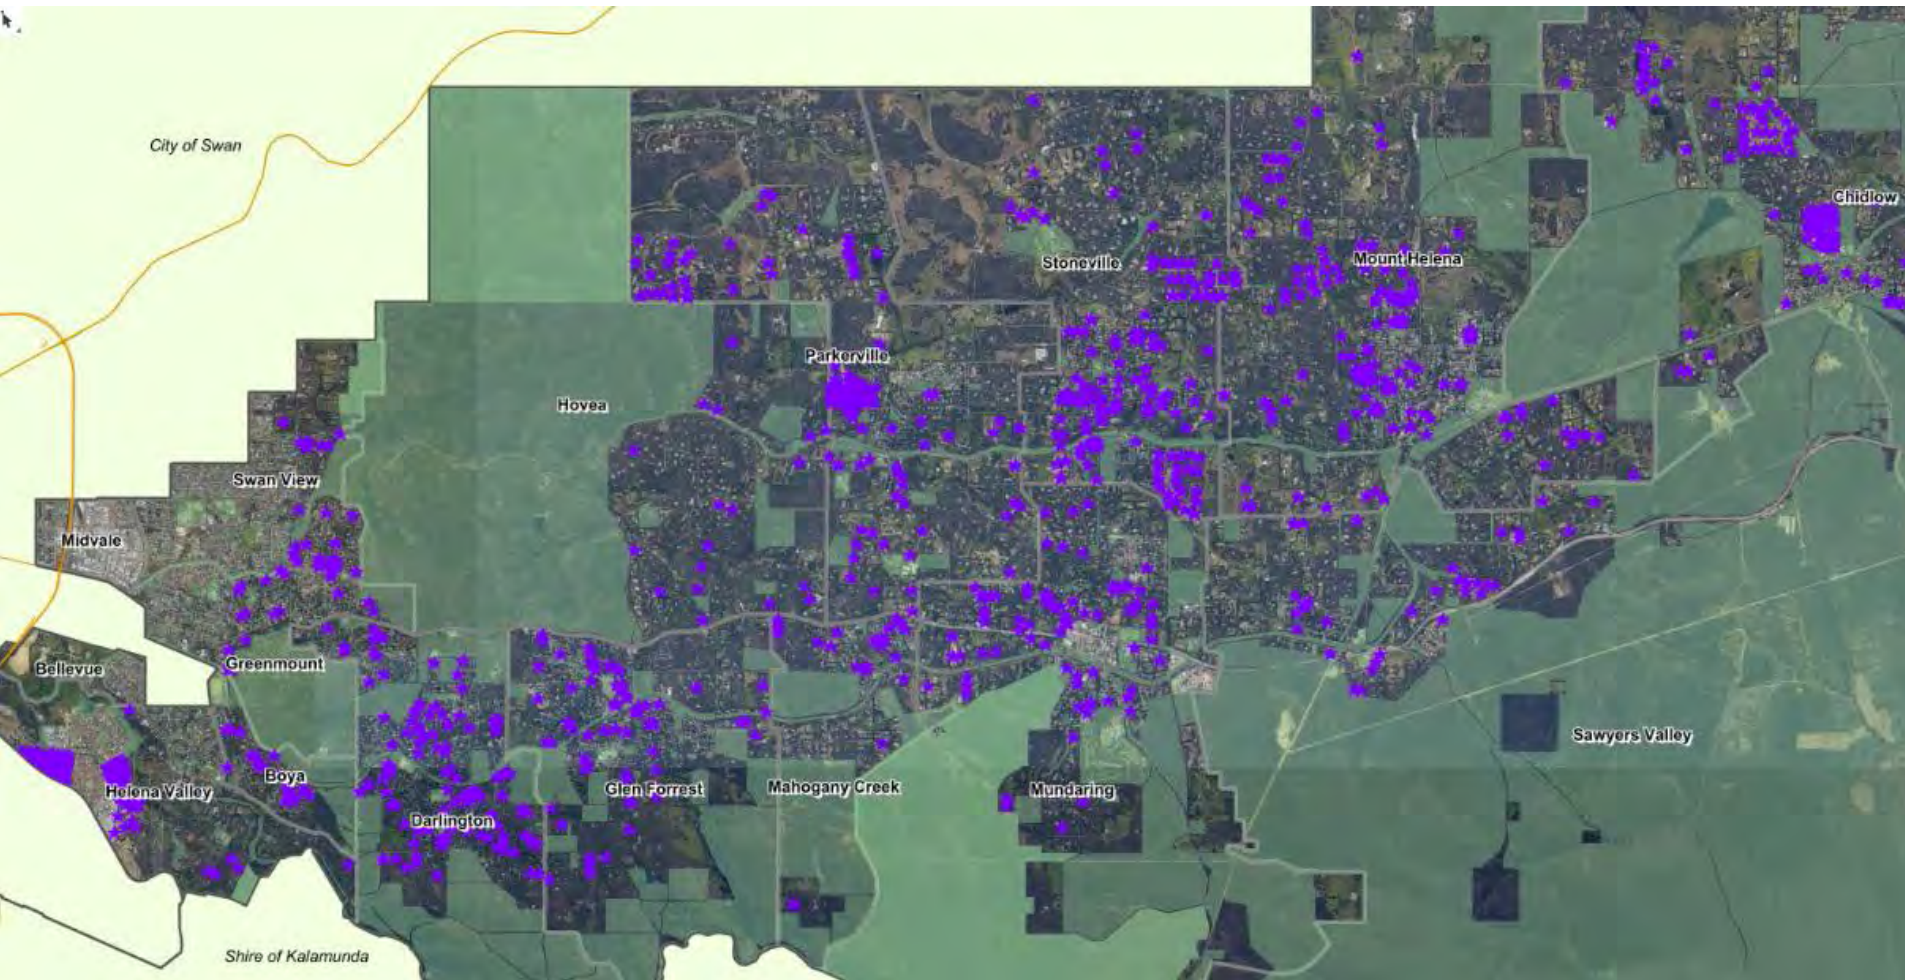 City of Swan
Chidlow
Stoneville
Mount Helena
Parkerville
Hovea
Swan View
Midvale
Greenmount
Bellevue
Sawyers Valley
Boya
Helena Valley
Glen Forrest
Mahogany Creek
Mundaring
Darlington
Shire of Kalamunda